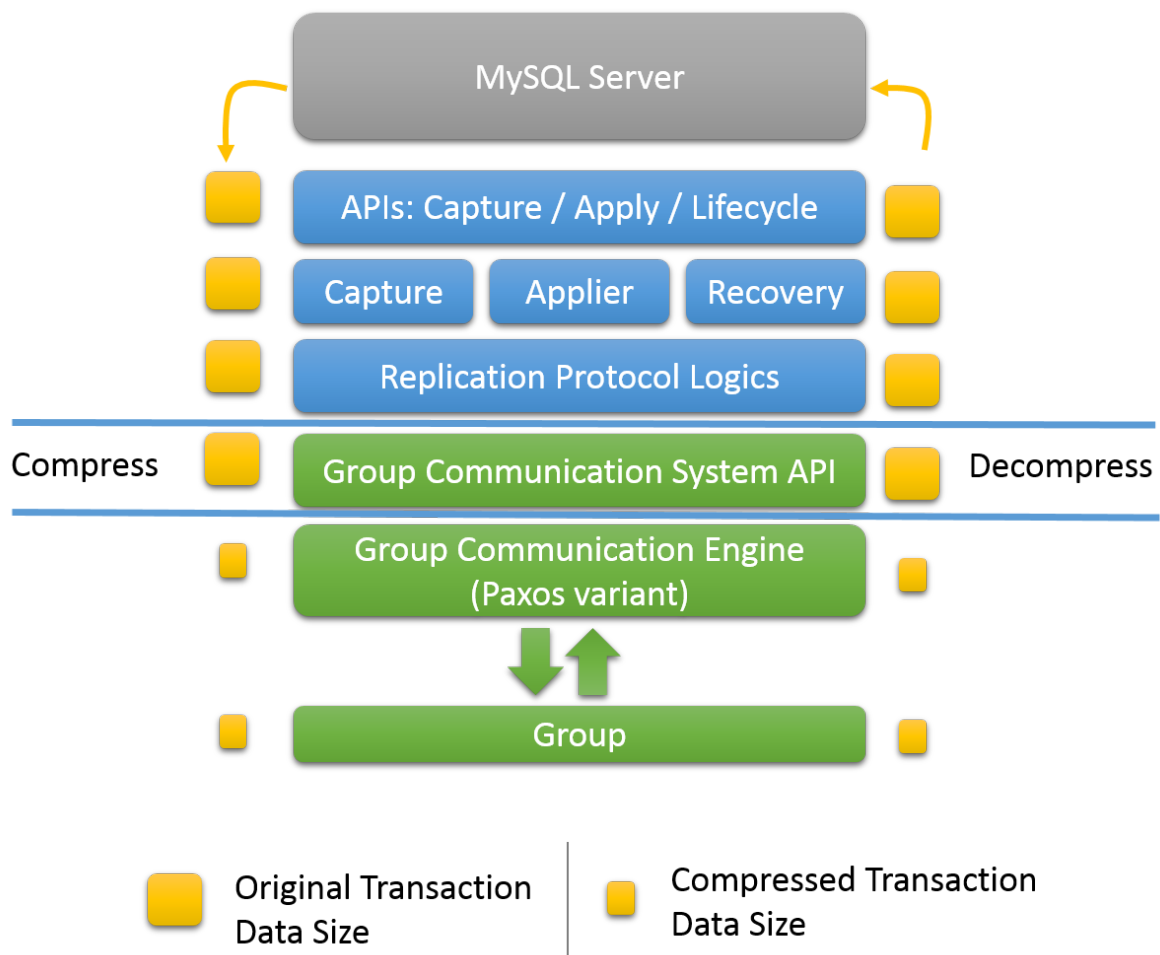 MySQL Server
APIs: Capture / Apply / Lifecycle
Capture
Applier
Recovery
Replication Protocol Logics
Compress
Group Communication System API
Decompress
Group Communication Engine
(Paxos variant)
Group
Original Transaction
Data Size
Compressed Transaction
Data Size